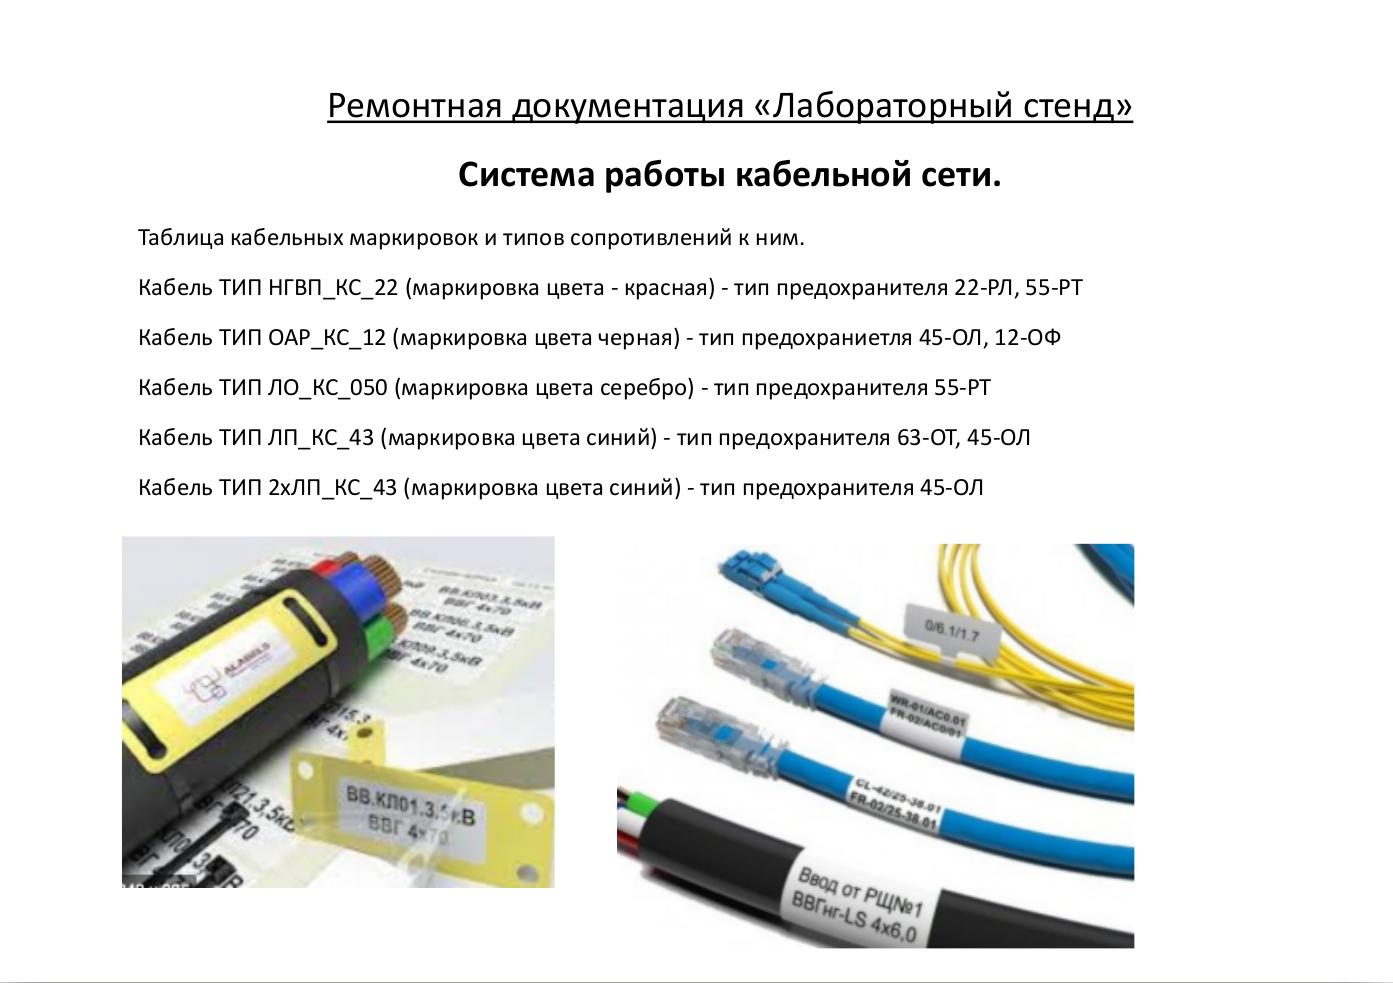 Ремонтная документация «Лабораторный стенд»
Система работы кабельной сети.
Таблица кабельных маркировок и типов сопротивлений к ним.
Кабель ТИП НГВП_КС_22 (маркировка цвета - красная) - тип предохранителя 22-РЛ, 55-РТ
Кабель ТИП ОАР_КС_12 (маркировка цвета черная) - тип предохраниетля 45-ОЛ, 12-ОФ
Кабель ТИП ЛО_КС_050 (маркировка цвета серебро) - тип предохранителя 55-РТ
Кабель ТИП ЛП_КС_43 (маркировка цвета синий) - тип предохранителя 63-ОТ, 45-ОЛ
Кабель ТИП 2хЛП_КС_43 (маркировка цвета синий) - тип предохранителя 45-ОЛ
ВВ.КЛ03.3,5кВ
ВВГ 4х70
ВВ.КЛ06.3,5кВ
ВВГ 4х70
ВВ.КЛ09.3,5кВ
ВВГ 4х70
ALABELS
ВВ.КЛ01.3,5кВ
ВВГ 4х70
0/6.1/1.7
WR-01/AC0.01
FR-02/AC0/01
CL-42/25-38.01
FR-02/25-38.01
Ввод от РЩ№1
ВВГнг-LS 4х6,0